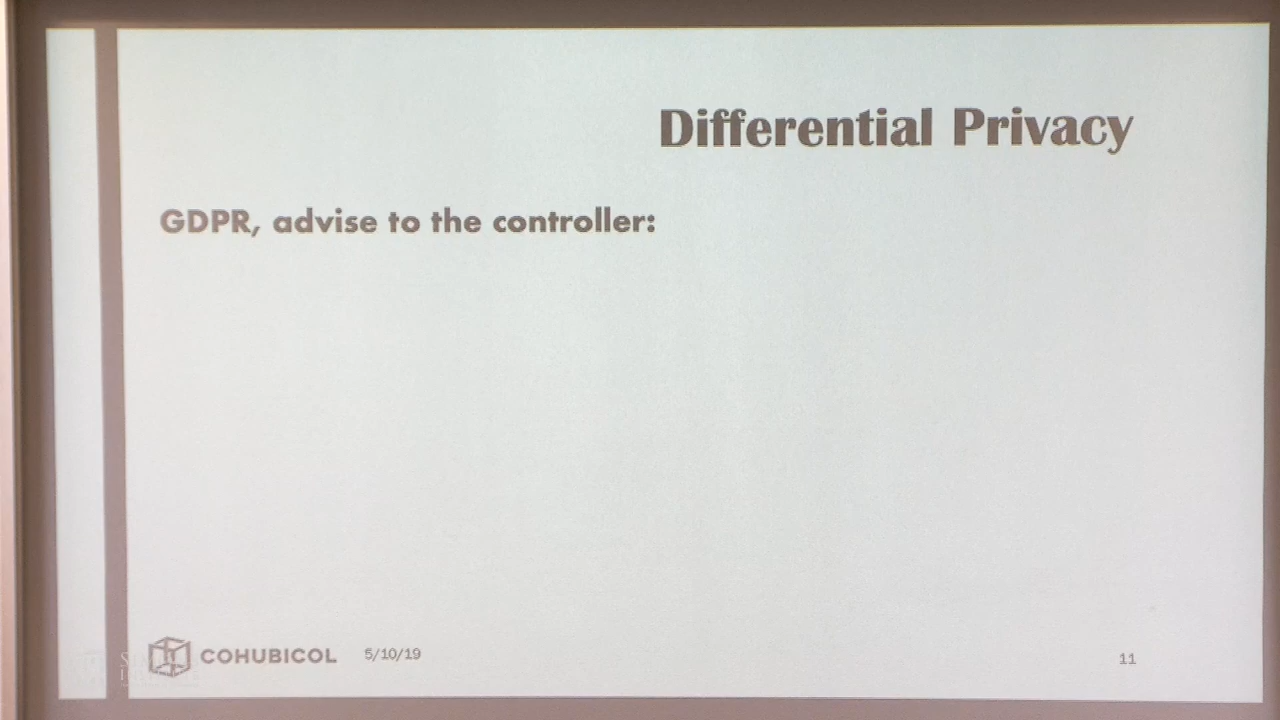 Differential Privacy
GDPR, advise to the controller:
COHUBICOL 5/10/19
11